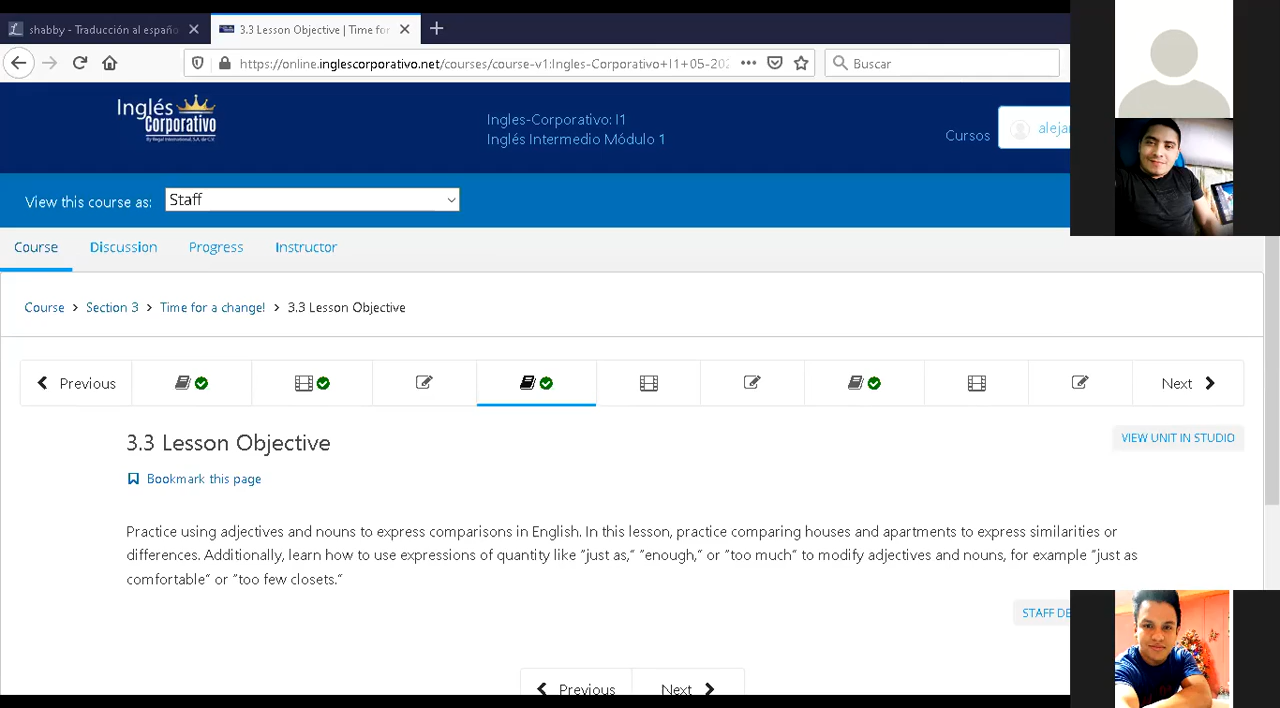 shabby - Traducción al españo
3.3 Lesson Objective | Time for
https://online.inglescorporativo.net/courses/course-v1:Ingles-Corporativo+I1+05-202
Buscar
Inglés
Corporativo
By Regal International, S.A. de C.V.
Ingles-Corporativo: I1
Inglés Intermedio Módulo 1
Cursos
aleja
View this course as:
Staff
Course
Discussion
Progress
Instructor
Course > Section 3 > Time for a change! > 3.3 Lesson Objective
Previous
Next
3.3 Lesson Objective
VIEW UNIT IN STUDIO
Bookmark this page
Practice using adjectives and nouns to express comparisons in English. In this lesson, practice comparing houses and apartments to express similarities or
differences. Additionally, learn how to use expressions of quantity like "just as," "enough," or "too much" to modify adjectives and nouns, for example "just as
comfortable" or "too few closets."
STAFF DE
Previous
Next